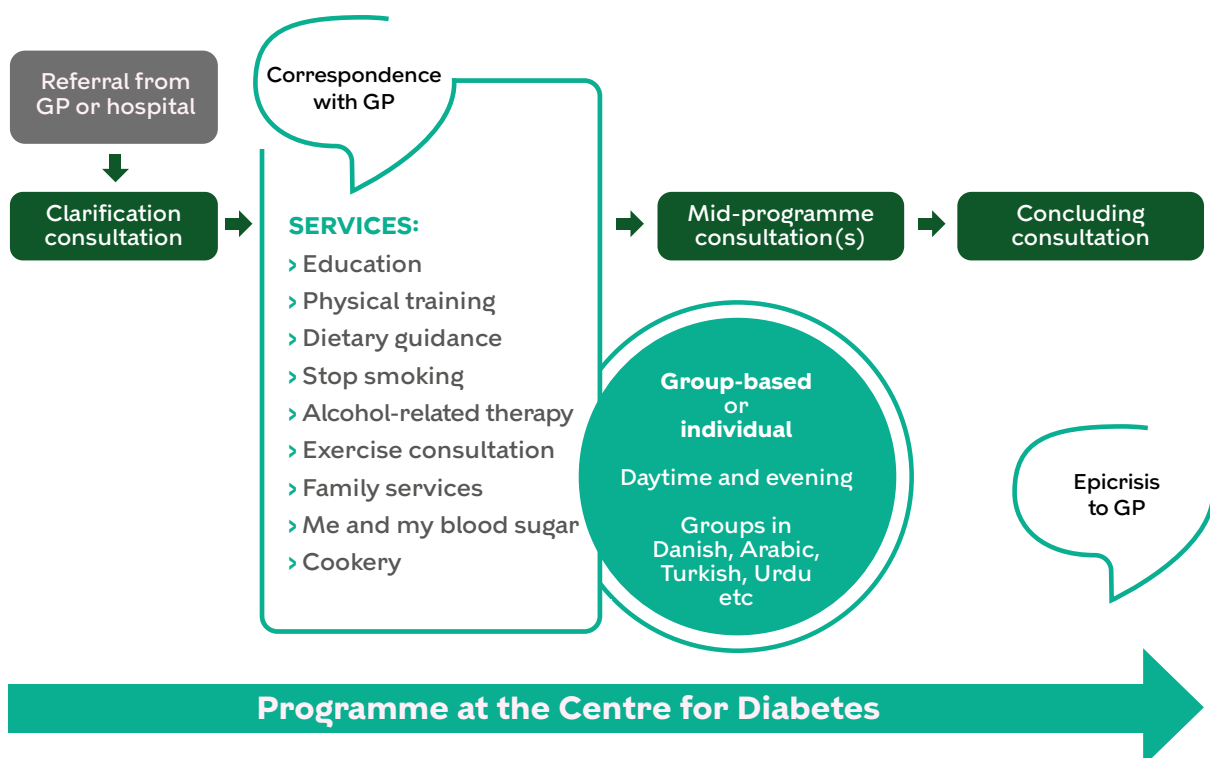 Referral from
GP or hospital
Correspondence
with GP
Clarification
consultation
SERVICES:
› Education
› Physical training
› Dietary guidance
› Stop smoking
› Alcohol-related therapy
› Exercise consultation
› Family services
› Me and my blood sugar
› Cookery
Mid-programme
consultation(s)
Concluding
consultation
Group-based
or
individual
Daytime and evening
Groups in
Danish, Arabic,
Turkish, Urdu
etc
Epicrisis
to GP
Programme at the Centre for Diabetes